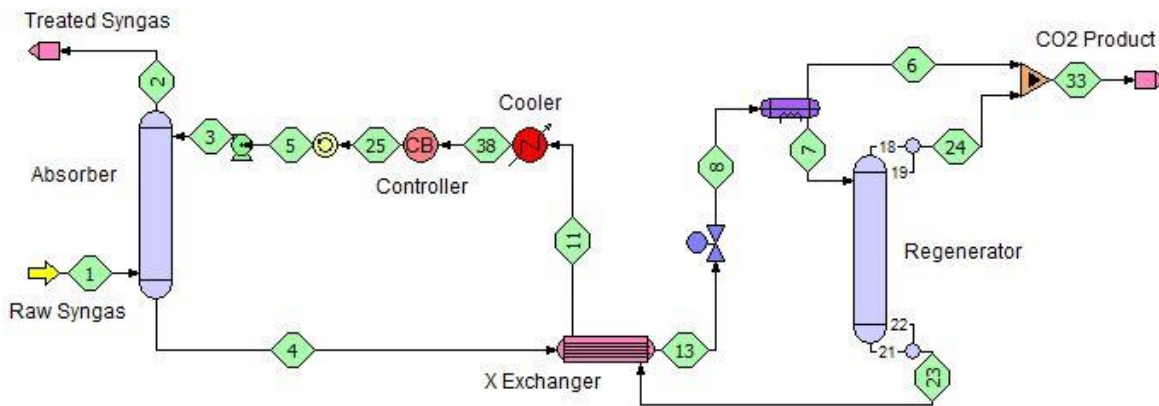 Treated Syngas
CO2 Product
2
6
33
Cooler
3
5
25
CB
38
7
18
19
24
Absorber
Controller
8
11
Regenerator
1
Raw Syngas
4
13
22
21
X Exchanger
23